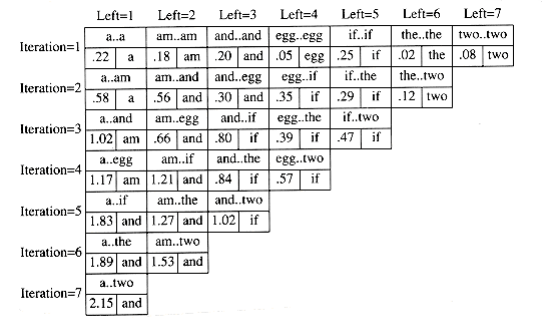 Left=1 Left=2 Left=3 Left=4 Left=5 Left=6 Left=7
a..a am..am and..and egg..egg if..if the..the two..two
Iteration=1
.22 a .18 am .20 and .05 egg .25 if .02 the .08 two
a..am am..and and..egg egg..if if..the the..two
Iteration=2
.58 a .56 and .30 and .35 if .29 if .12 two
a..and am..egg and..if egg..the if..two
Iteration=3
1.02 am .66 and .80 if .39 if .47 if
a..egg am..if and..the egg..two
Iteration=4
1.17 am 1.21 and .84 if .57 if
a..if am..the and..two
Iteration=5
1.83 and 1.27 and 1.02 if
a..the am..two
Iteration=6
1.89 and 1.53 and
a..two
Iteration=7
2.15 and